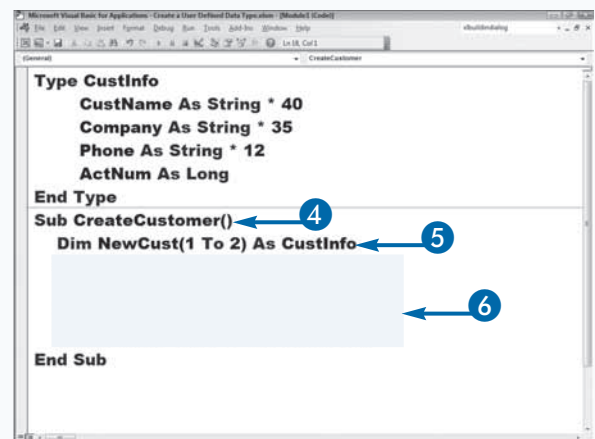 Microsoft Visual Basic for Applications - Create a User Defined Data Type.xlsm - [Module1 (Code)]
File Edit View Insert Format Debug Run Tools Add-Ins Window Help
xlbuildindialog
Ln 18, Col 1
(General)
CreateCustomer
Type CustInfo
CustName As String * 40
Company As String * 35
Phone As String * 12
ActNum As Long
End Type
Sub CreateCustomer() 4
Dim NewCust(1 To 2) As CustInfo 5
6
End Sub